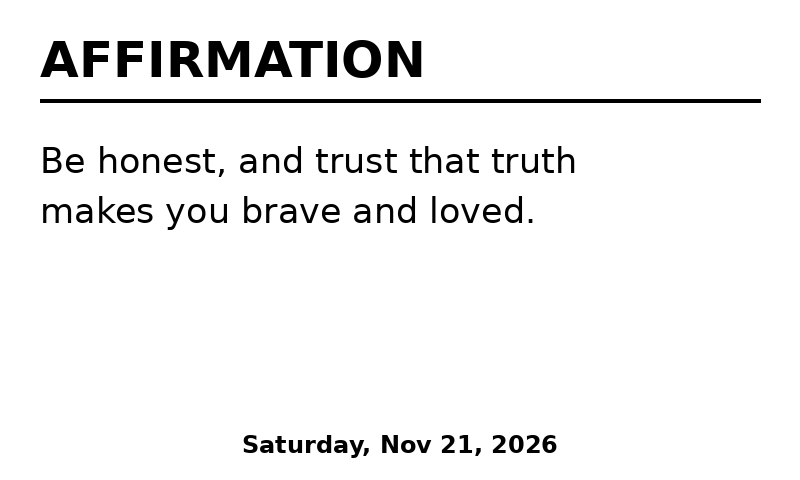 AFFIRMATION
Be honest, and trust that truth
makes you brave and loved.
Saturday, Nov 21, 2026